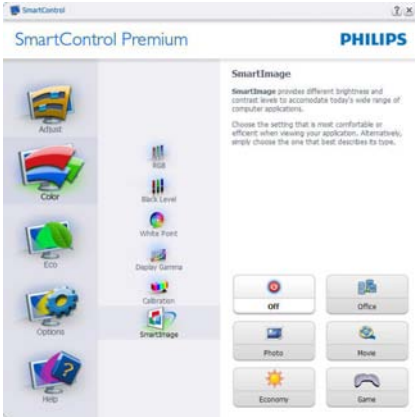 SmartControl
SmartControl Premium
PHILIPS
Adjust
Color
Eco
Options
Help
RGB
Black Level
White Point
Display Gamma
Calibration
SmartImage
SmartImage
SmartImage provides different brightness and
contrast levels to accomodate today's wide range of
computer applications.
Choose the setting that is most comfortable or
efficient when viewing your application. Alternatively,
simply choose the one that best describes its type.
Off
Office
Photo
Movie
Economy
Game